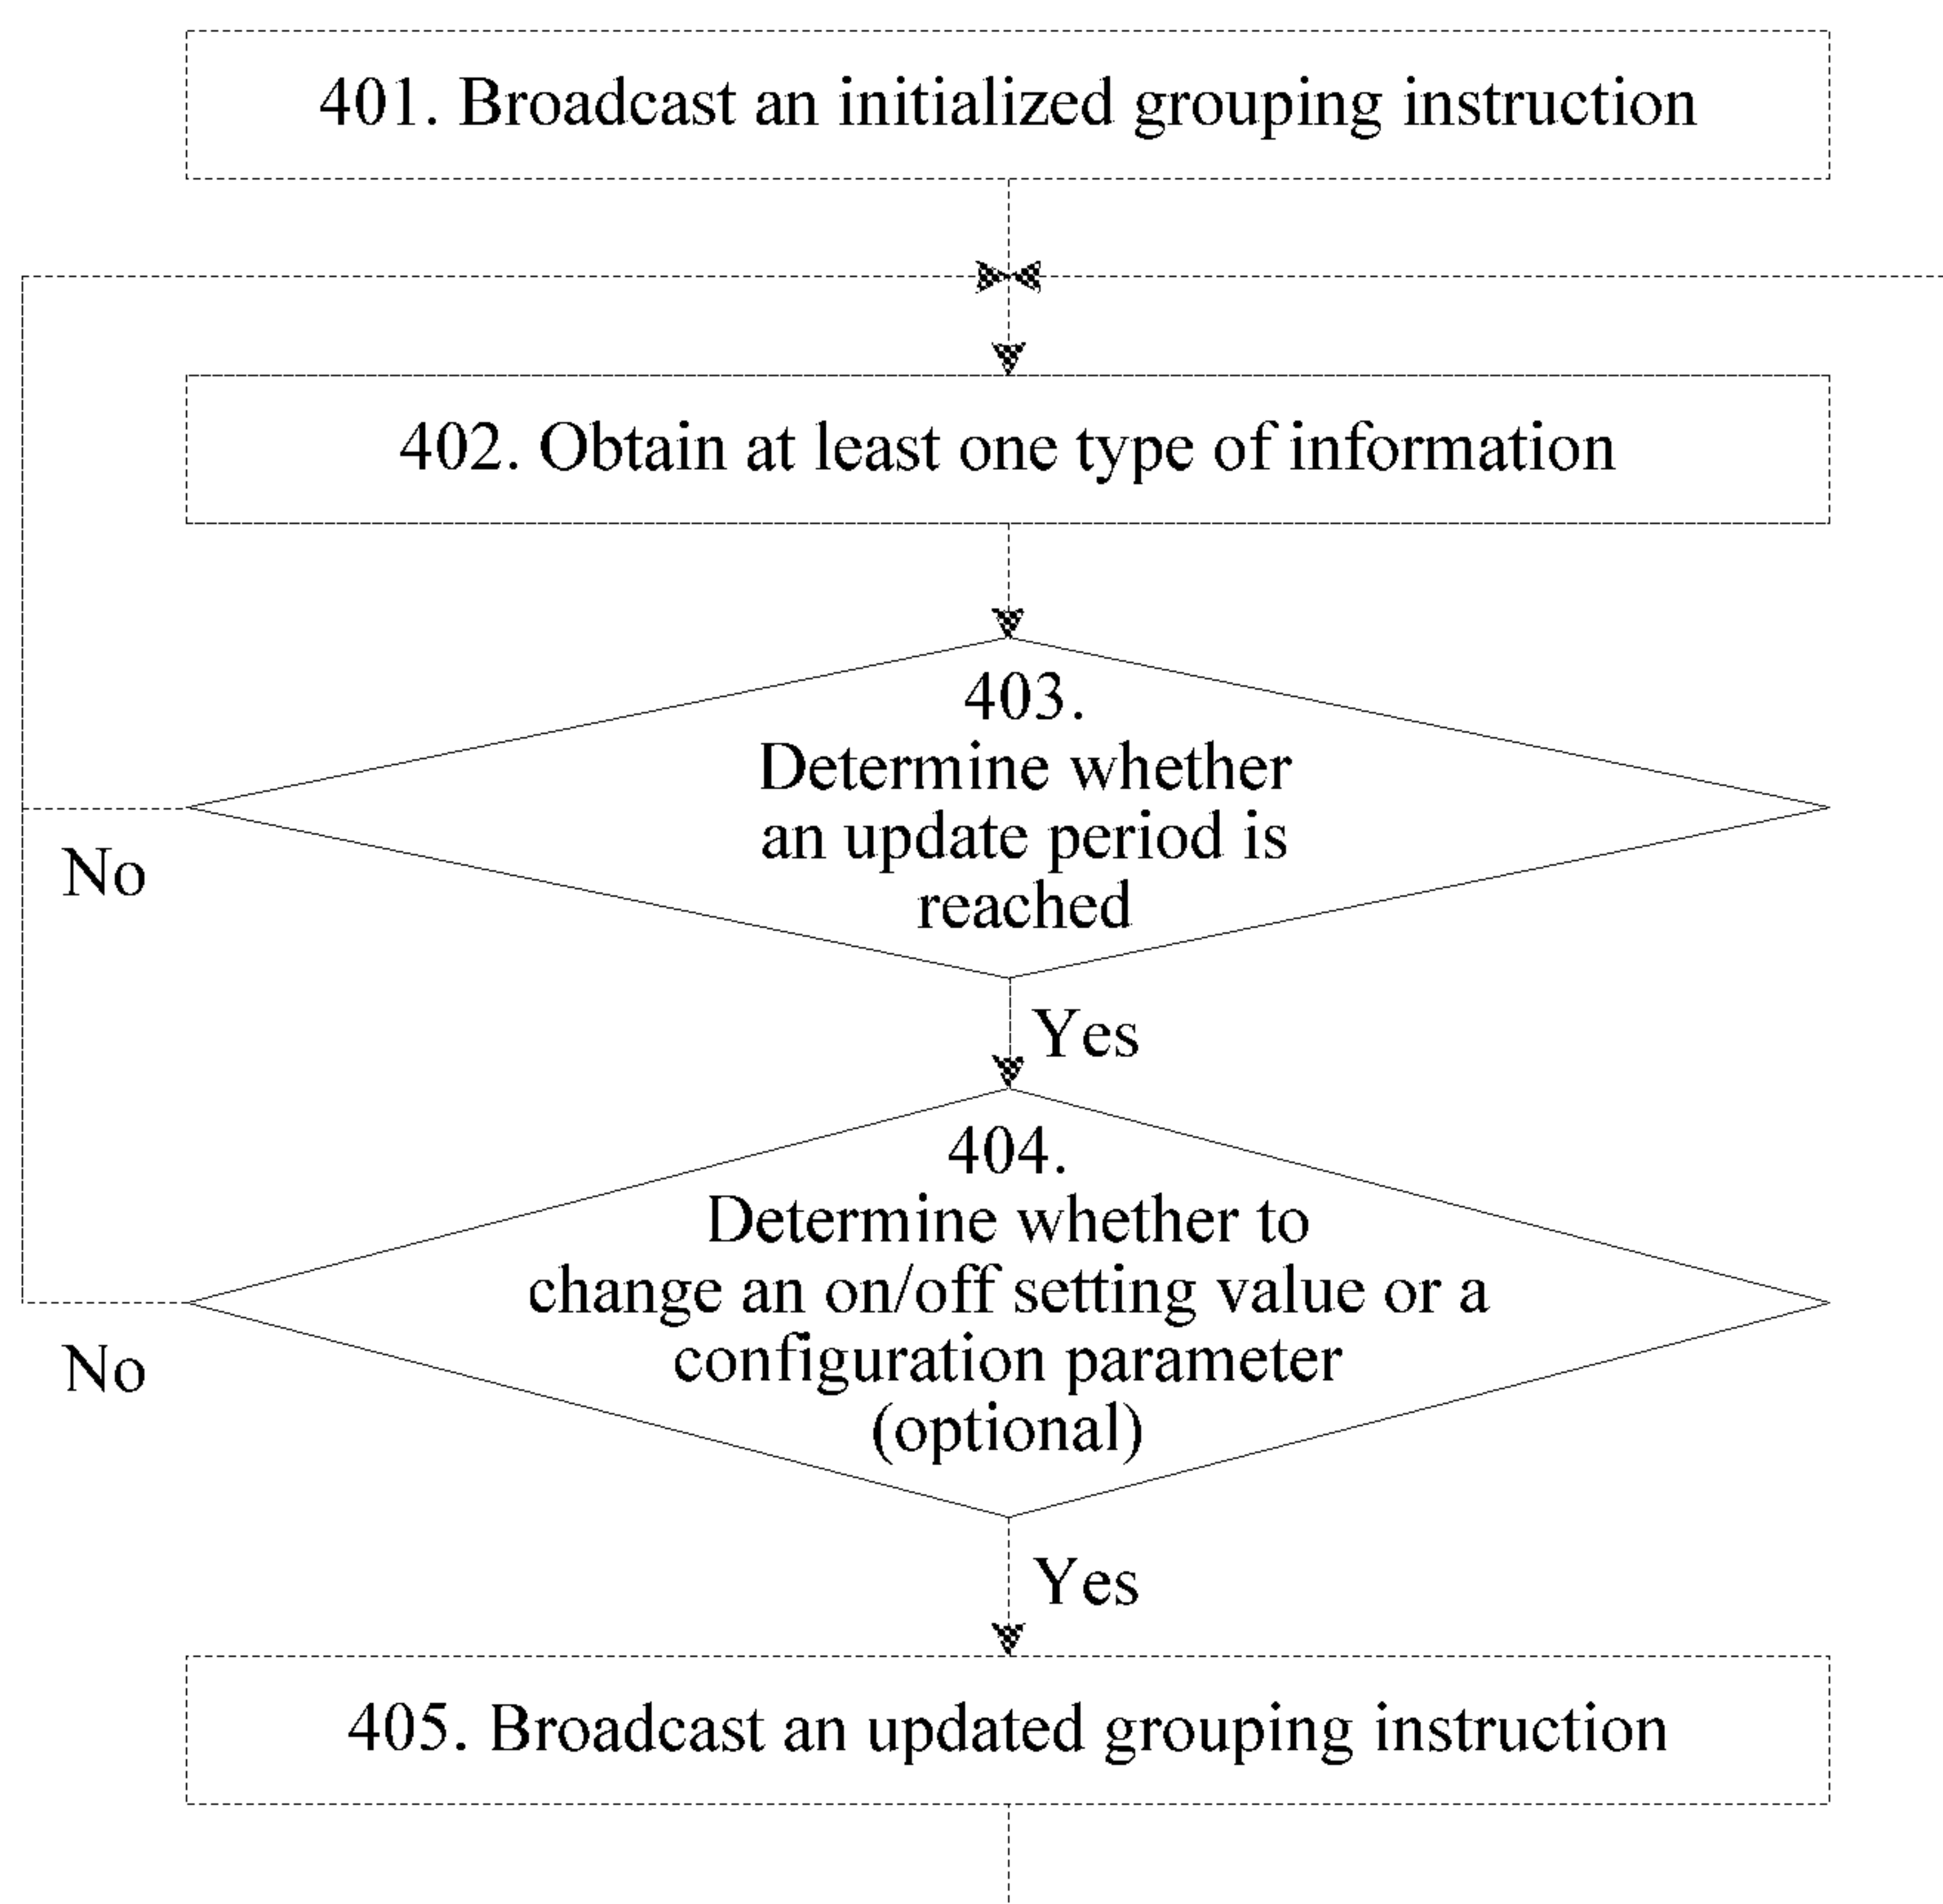 401. Broadcast an initialized grouping instruction
402. Obtain at least one type of information
403.
Determine whether
an update period is
reached
No
Yes
404.
Determine whether to
change an on/off setting value or a
configuration parameter
(optional)
No
Yes
405. Broadcast an updated grouping instruction